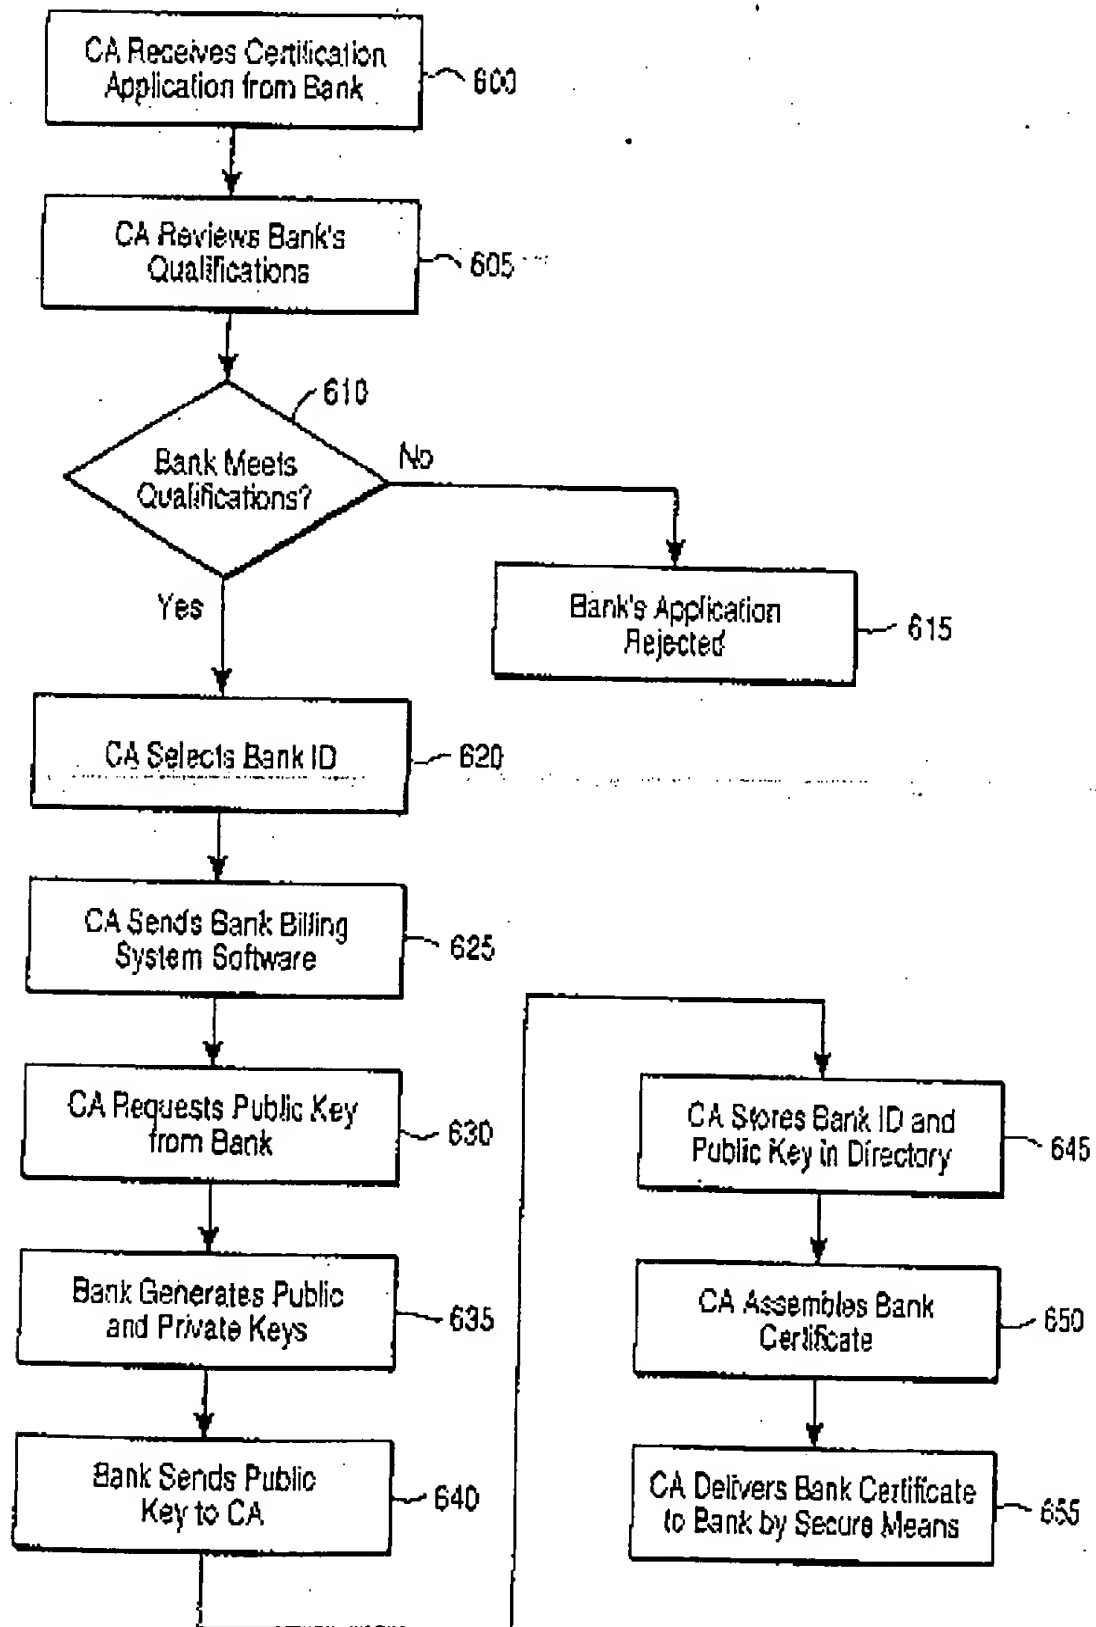 CA Receives Certification
Application from Bank
600
CA Reviews Bank's
Qualifications
605
610
Bank Meets
Qualifications?
No
Yes
Bank's Application
Rejected
615
CA Selects Bank ID
620
CA Sends Bank Billing
System Software
625
CA Requests Public Key
from Bank
630
Bank Generates Public
and Private Keys
635
Bank Sends Public
Key to CA
640
CA Stores Bank ID and
Public Key in Directory
645
CA Assembles Bank
Certificate
650
CA Delivers Bank Certificate
to Bank by Secure Means
655